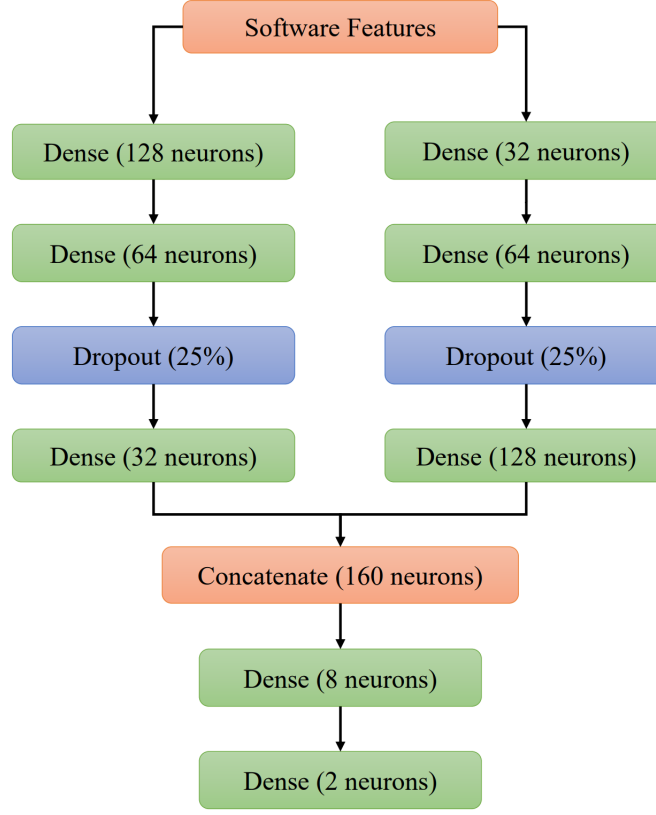 Software Features
Dense (128 neurons)
Dense (32 neurons)
Dense (64 neurons)
Dense (64 neurons)
Dropout (25%)
Dropout (25%)
Dense (32 neurons)
Dense (128 neurons)
Concatenate (160 neurons)
Dense (8 neurons)
Dense (2 neurons)